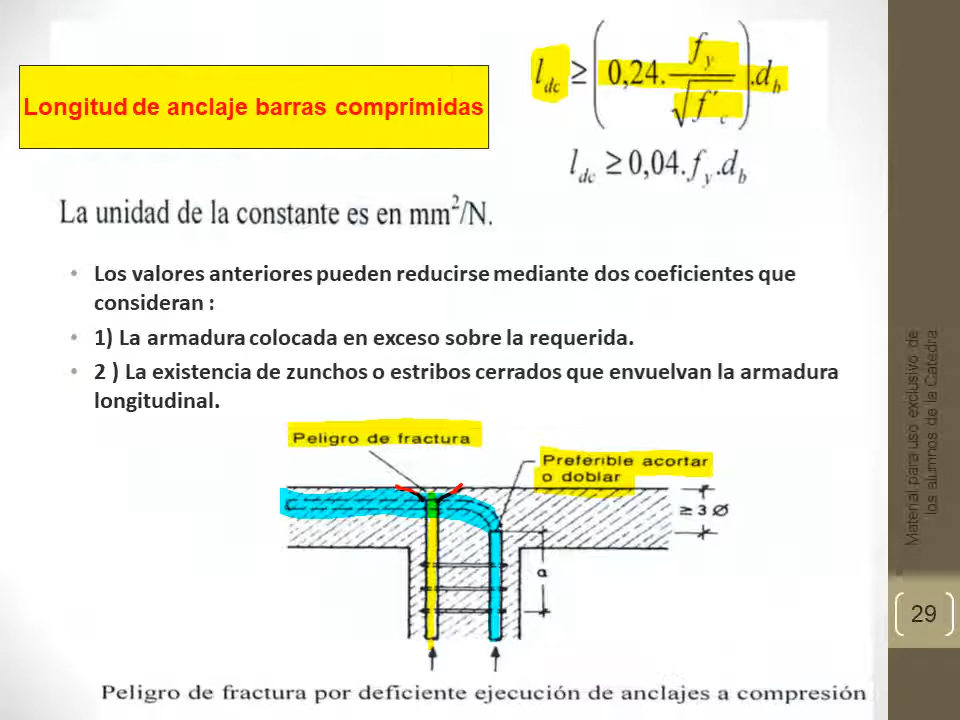 l_dc ≥ (0,24. f_y / √f'_c) .d_b
Longitud de anclaje barras comprimidas
l_dc ≥ 0,04. f_y .d_b
La unidad de la constante es en mm²/N.
• Los valores anteriores pueden reducirse mediante dos coeficientes que
consideran :
• 1) La armadura colocada en exceso sobre la requerida.
• 2 ) La existencia de zunchos o estribos cerrados que envuelvan la armadura
longitudinal.
Peligro de fractura
Preferible acortar
o doblar
≥ 3 Ø
a
Peligro de fractura por deficiente ejecución de anclajes a compresión
Material para uso exclusivo de
los alumnos de la Catedra
29